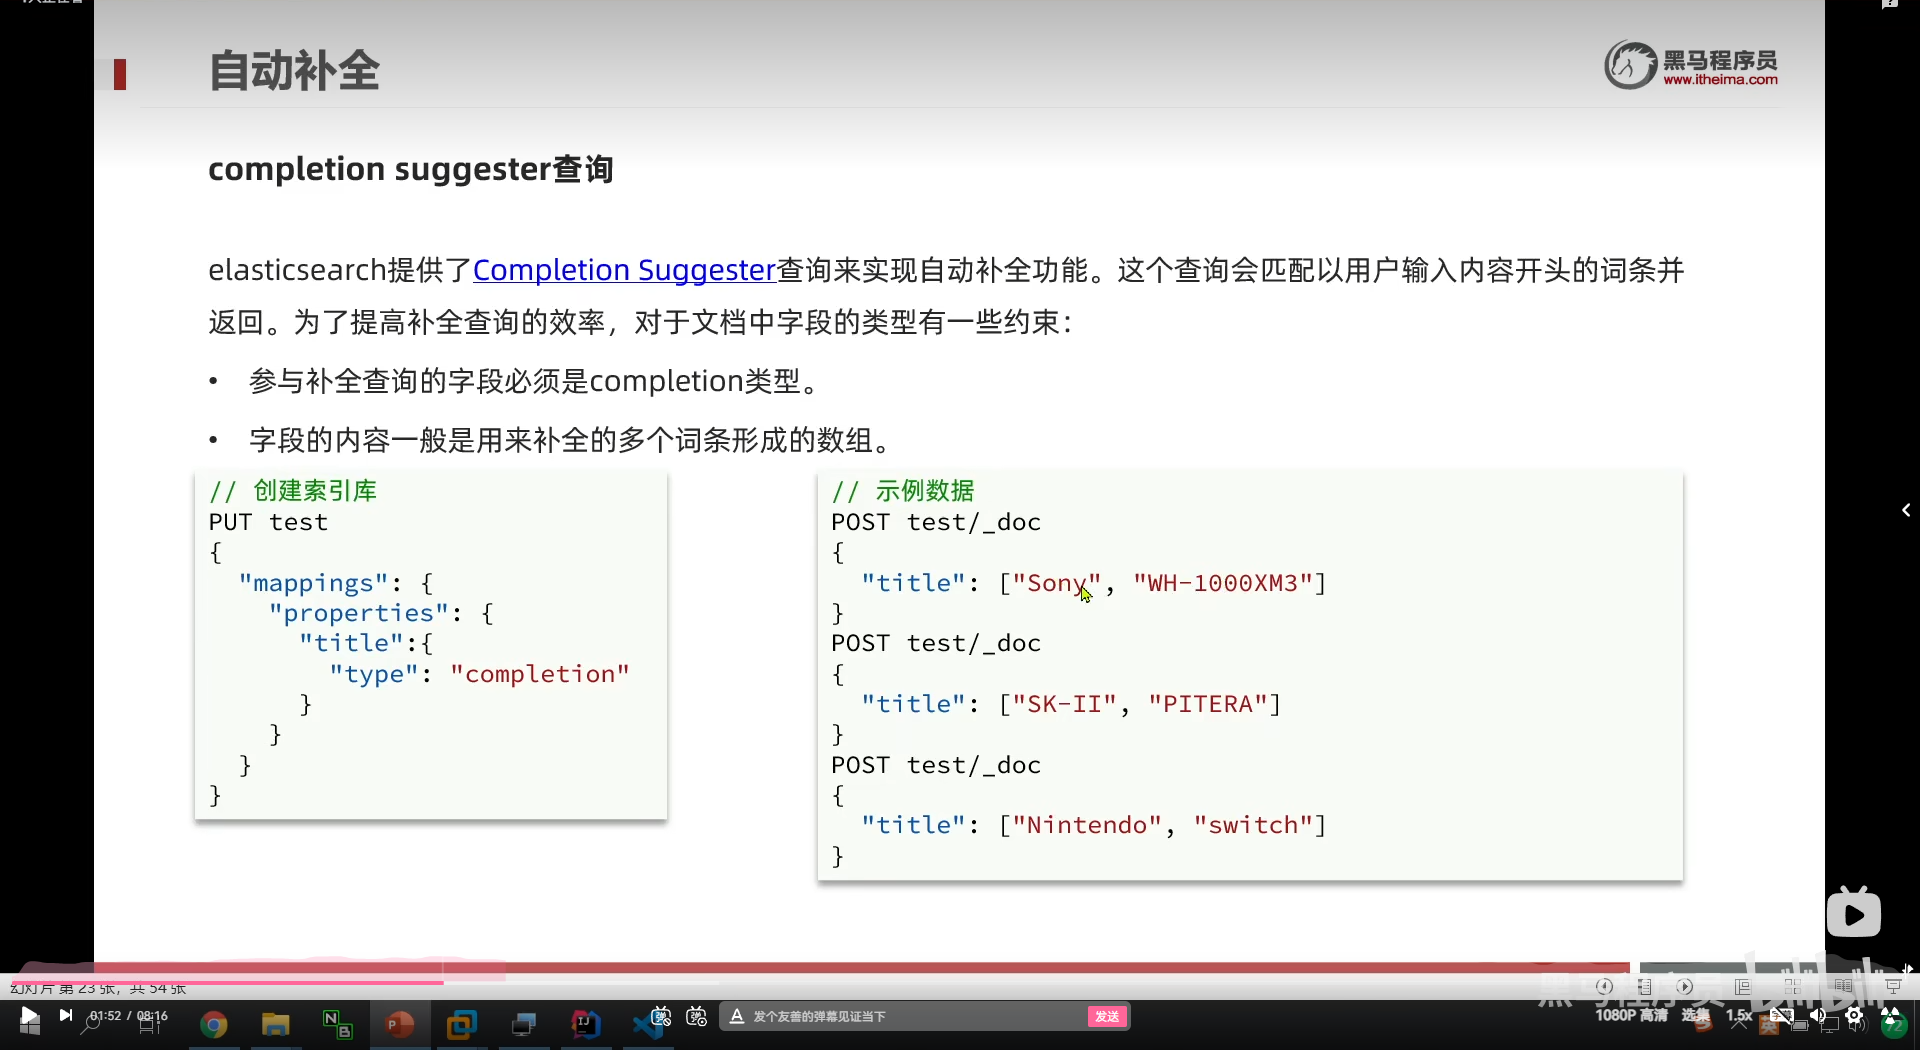 自动补全
黑马程序员
www.itheima.com
completion suggester查询
elasticsearch提供了Completion Suggester查询来实现自动补全功能。这个查询会匹配以用户输入内容开头的词条并
返回。为了提高补全查询的效率，对于文档中字段的类型有一些约束：
• 参与补全查询的字段必须是completion类型。
• 字段的内容一般是用来补全的多个词条形成的数组。
// 创建索引库
PUT test
{
  "mappings": {
    "properties": {
      "title":{
        "type": "completion"
      }
    }
  }
}
// 示例数据
POST test/_doc
{
  "title": ["Sony", "WH-1000XM3"]
}
POST test/_doc
{
  "title": ["SK-II", "PITERA"]
}
POST test/_doc
{
  "title": ["Nintendo", "switch"]
}
幻灯片 第 23 张，共 54 张
黑马程序员 bilibili
01:52 / 08:16
发个友善的弹幕见证当下
发送
1080P 高清
选集
1.5x
英
72